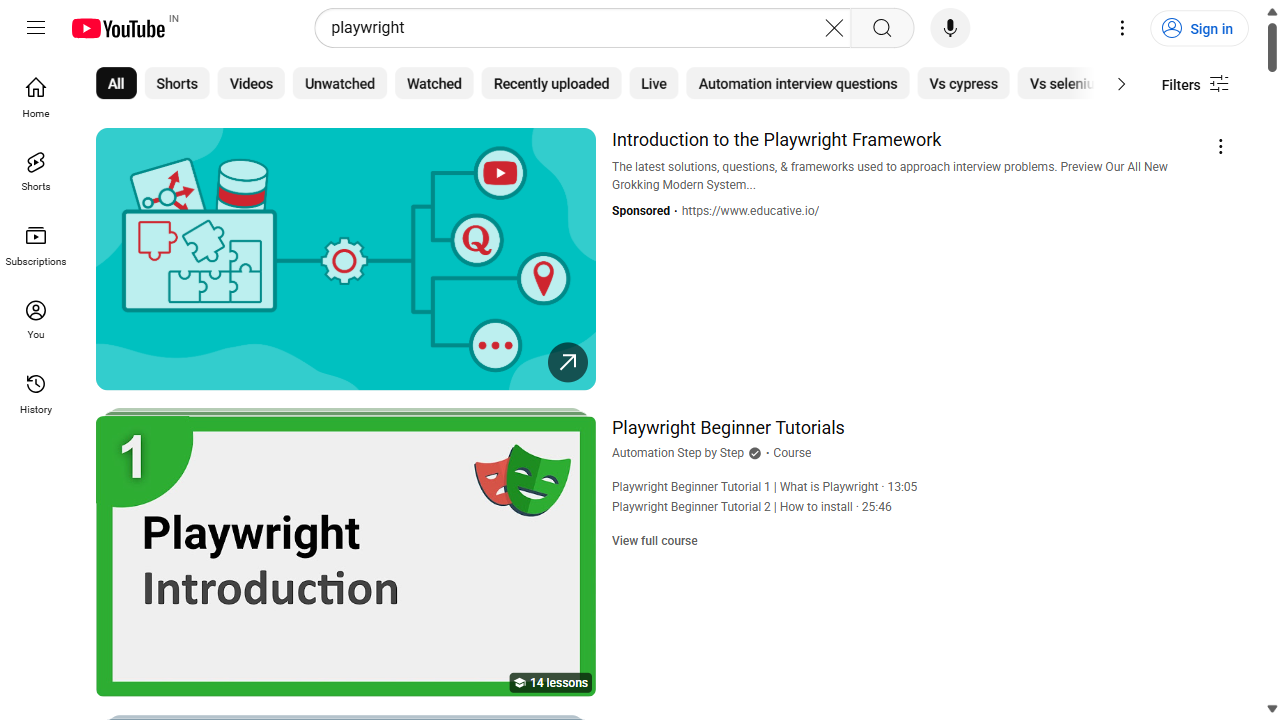 YouTube IN
playwright
Sign in
All
Shorts
Videos
Unwatched
Watched
Recently uploaded
Live
Automation interview questions
Vs cypress
Vs seleniu
Filters
Home
Shorts
Subscriptions
You
History
Q
Introduction to the Playwright Framework
The latest solutions, questions, & frameworks used to approach interview problems. Preview Our All New
Grokking Modern System...
Sponsored · https://www.educative.io/
1
Playwright
Introduction
14 lessons
Playwright Beginner Tutorials
Automation Step by Step · Course
Playwright Beginner Tutorial 1 | What is Playwright · 13:05
Playwright Beginner Tutorial 2 | How to install · 25:46
View full course